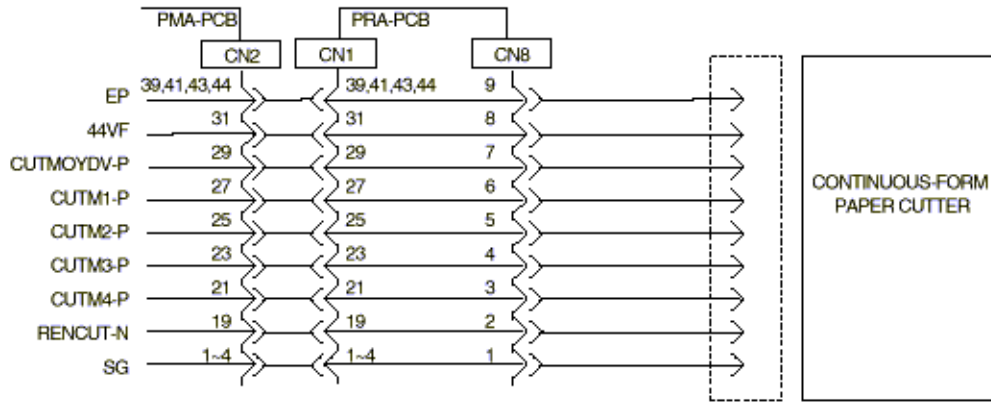 PMA-PCB PRA-PCB
CN2 CN1 CN8
EP 39,41,43,44 39,41,43,44 9
44VF 31 31 8
CUTMOYDV-P 29 29 7
CUTM1-P 27 27 6
CUTM2-P 25 25 5
CUTM3-P 23 23 4
CUTM4-P 21 21 3
RENCUT-N 19 19 2
SG 1~4 1~4 1
CONTINUOUS-FORM
PAPER CUTTER